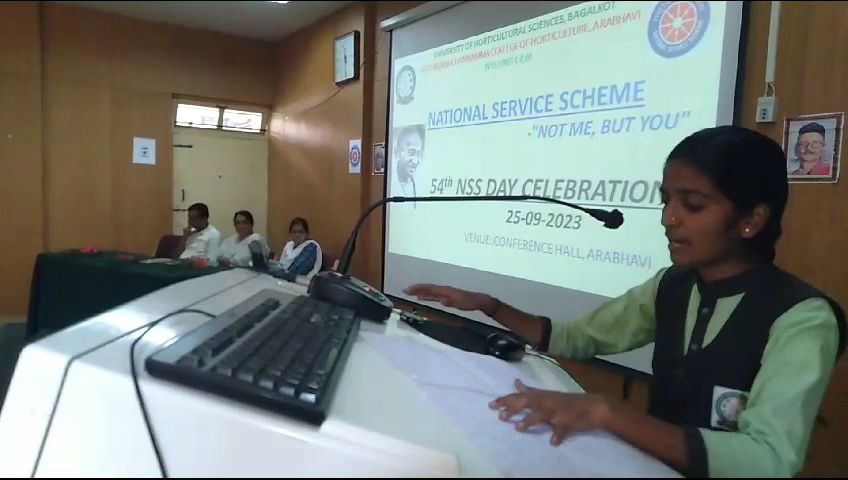 UNIVERSITY OF HORTICULTURAL SCIENCES, BAGALKOT
HANNAMMA COLLEGE OF HORTICULTURE, ARABHAVI
NATIONAL SERVICE SCHEME
-"NOT ME, BUT YOU"
54th NSS DAY CELEBRATION
25-09-2023
VENUE: CONFERENCE HALL, ARABHAVI